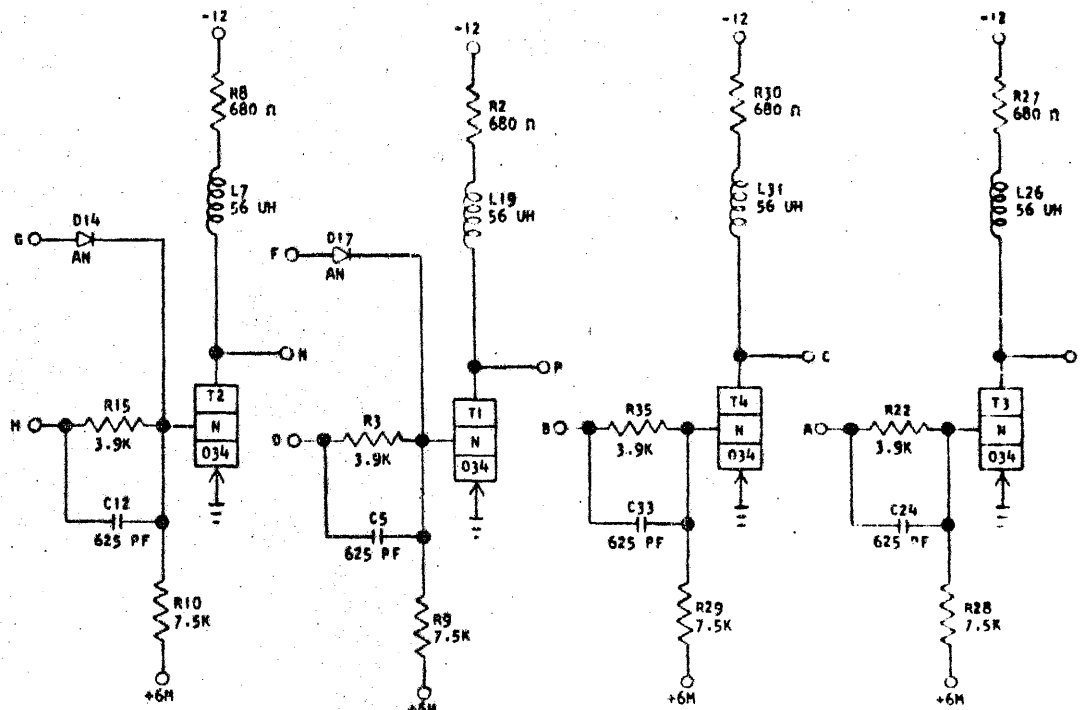 -12
R8
680 Ω
L7
56 UH
D14
G
AN
N
T2
N
034
R15
H
3.9K
C12
625 PF
R10
7.5K
+6M
-12
R2
680 Ω
L19
56 UH
D17
F
AN
P
T1
N
034
R3
D
3.9K
C5
625 PF
R9
7.5K
+6M
-12
R30
680 Ω
L31
56 UH
C
T4
N
034
R35
B
3.9K
C33
625 PF
R29
7.5K
+6M
-12
R27
680 Ω
L26
56 UH
T3
N
034
R22
A
3.9K
C24
625 PF
R28
7.5K
+6M